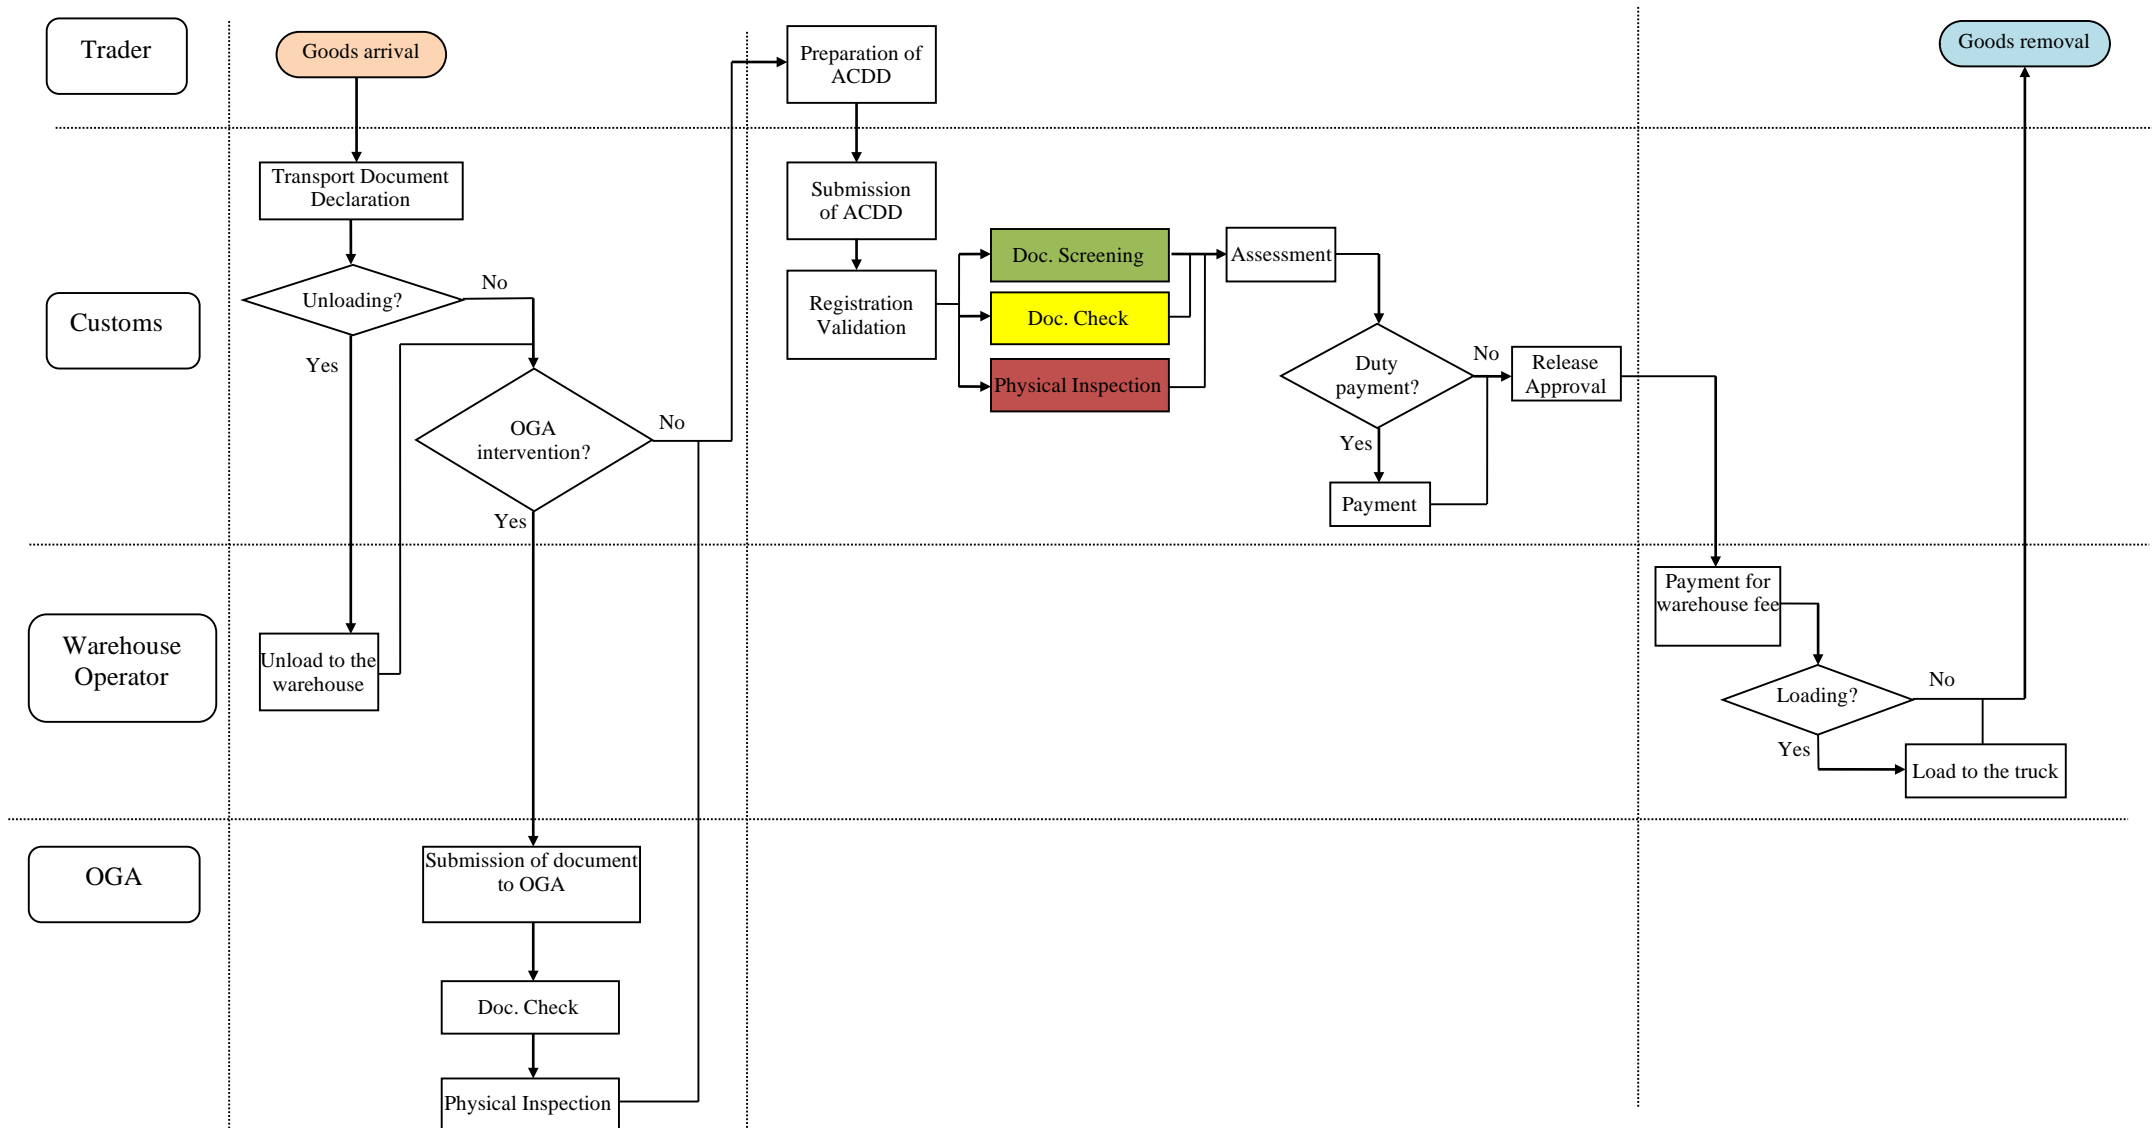 Trader
Goods arrival
Preparation of
ACDD
Goods removal
Transport Document
Declaration
Submission
of ACDD
Customs
Unloading?
No
Yes
Registration
Validation
Doc. Screening
Doc. Check
Physical Inspection
Assessment
OGA
intervention?
No
Yes
Duty
payment?
No
Yes
Release
Approval
Payment
Warehouse
Operator
Unload to the
warehouse
Payment for
warehouse fee
Loading?
No
Yes
Load to the truck
OGA
Submission of document
to OGA
Doc. Check
Physical Inspection